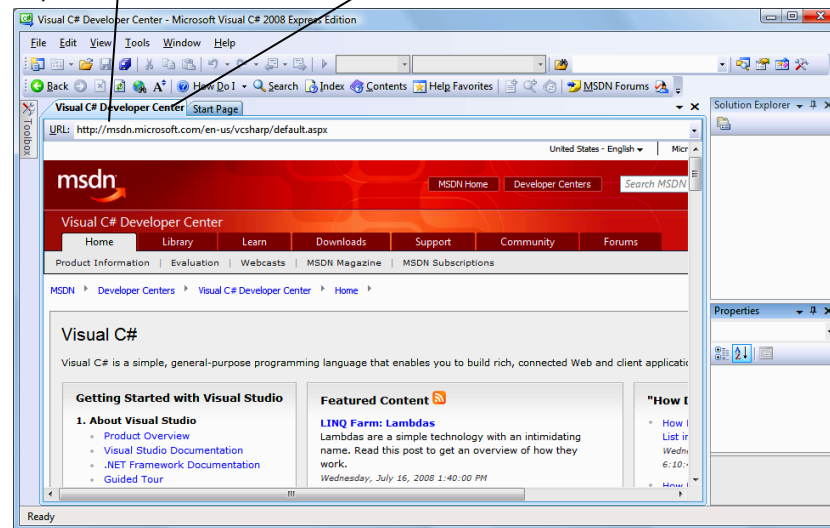 Visual C# Developer Center - Microsoft Visual C# 2008 Express Edition
File Edit View Tools Window Help
Back How Do I Search Index Contents Help Favorites MSDN Forums
Visual C# Developer Center Start Page
Solution Explorer
Toolbox
URL: http://msdn.microsoft.com/en-us/vcsharp/default.aspx
United States - English Micr
msdn
MSDN Home Developer Centers Search MSDN
Visual C# Developer Center
Home Library Learn Downloads Support Community Forums
Product Information | Evaluation | Webcasts | MSDN Magazine | MSDN Subscriptions
MSDN Developer Centers Visual C# Developer Center Home
Properties
Visual C#
Visual C# is a simple, general-purpose programming language that enables you to build rich, connected Web and client applicatio
Getting Started with Visual Studio
1. About Visual Studio
Product Overview
Visual Studio Documentation
.NET Framework Documentation
Guided Tour
Featured Content
LINQ Farm: Lambdas
Lambdas are a simple technology with an intimidating
name. Read this post to get an overview of how they
work.
Wednesday, July 16, 2008 1:40:00 PM
"How
How
List
Wedn
6:10:
How
Ready